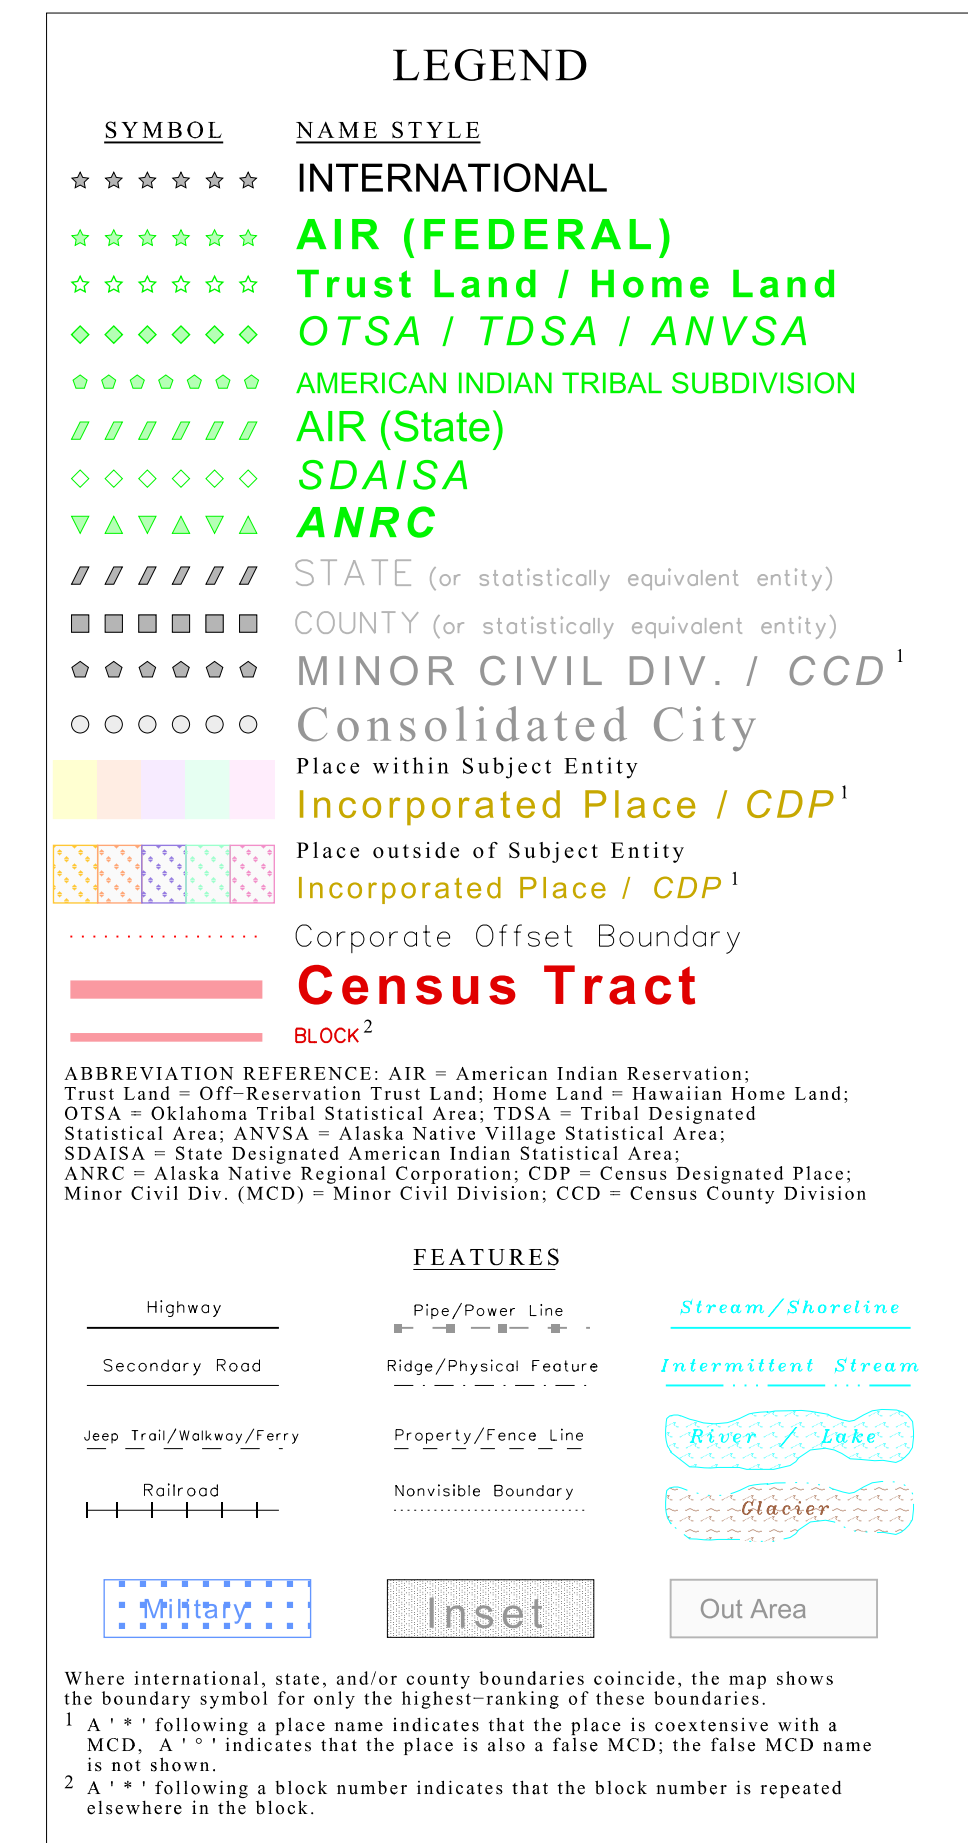 LEGEND
SYMBOL NAME STYLE
INTERNATIONAL
AIR (FEDERAL)
Trust Land / Home Land
OTSA / TDSA / ANVSA
AMERICAN INDIAN TRIBAL SUBDIVISION
AIR (State)
SDAISA
ANRC
STATE (or statistically equivalent entity)
COUNTY (or statistically equivalent entity)
MINOR CIVIL DIV. / CCD 1
Consolidated City
Place within Subject Entity
Incorporated Place / CDP 1
Place outside of Subject Entity
Incorporated Place / CDP 1
Corporate Offset Boundary
Census Tract
BLOCK 2
ABBREVIATION REFERENCE: AIR = American Indian Reservation;
Trust Land = Off−Reservation Trust Land; Home Land = Hawaiian Home Land;
OTSA = Oklahoma Tribal Statistical Area; TDSA = Tribal Designated
Statistical Area; ANVSA = Alaska Native Village Statistical Area;
SDAISA = State Designated American Indian Statistical Area;
ANRC = Alaska Native Regional Corporation; CDP = Census Designated Place;
Minor Civil Div. (MCD) = Minor Civil Division; CCD = Census County Division
FEATURES
Highway
Pipe/Power Line
Stream/Shoreline
Secondary Road
Ridge/Physical Feature
Intermittent Stream
Jeep Trail/Walkway/Ferry
Property/Fence Line
River / Lake
Railroad
Nonvisible Boundary
Glacier
Military
Inset
Out Area
Where international, state, and/or county boundaries coincide, the map shows
the boundary symbol for only the highest−ranking of these boundaries.
1 A ' * ' following a place name indicates that the place is coextensive with a
MCD, A ' ° ' indicates that the place is also a false MCD; the false MCD name
is not shown.
2 A ' * ' following a block number indicates that the block number is repeated
elsewhere in the block.